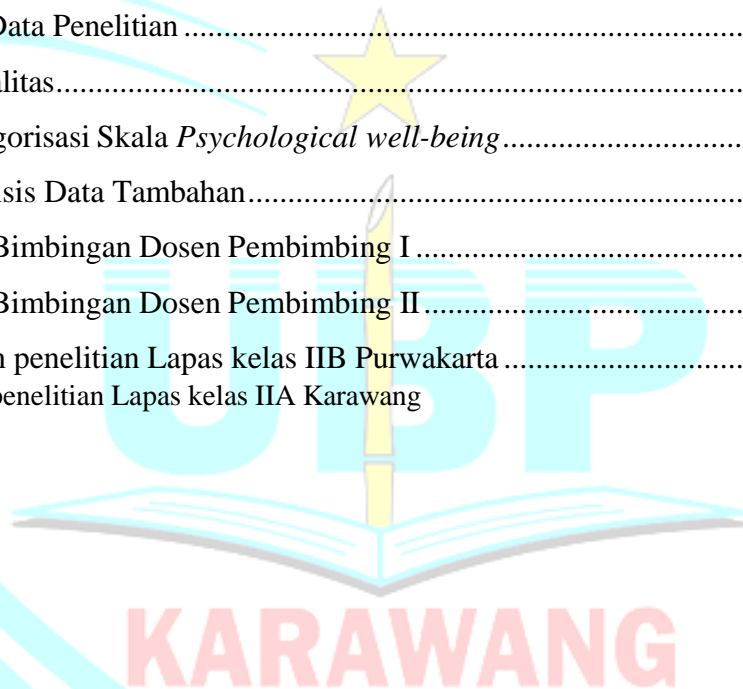 Data Penelitian ..........................................................................
alitas.............................................................................................
gorisasi Skala Psychological well-being................................
isis Data Tambahan..................................................................
Bimbingan Dosen Pembimbing I ............................................
Bimbingan Dosen Pembimbing II...........................................
n penelitian Lapas kelas IIB Purwakarta ................................
penelitian Lapas kelas IIA Karawang
UBP
KARAWANG